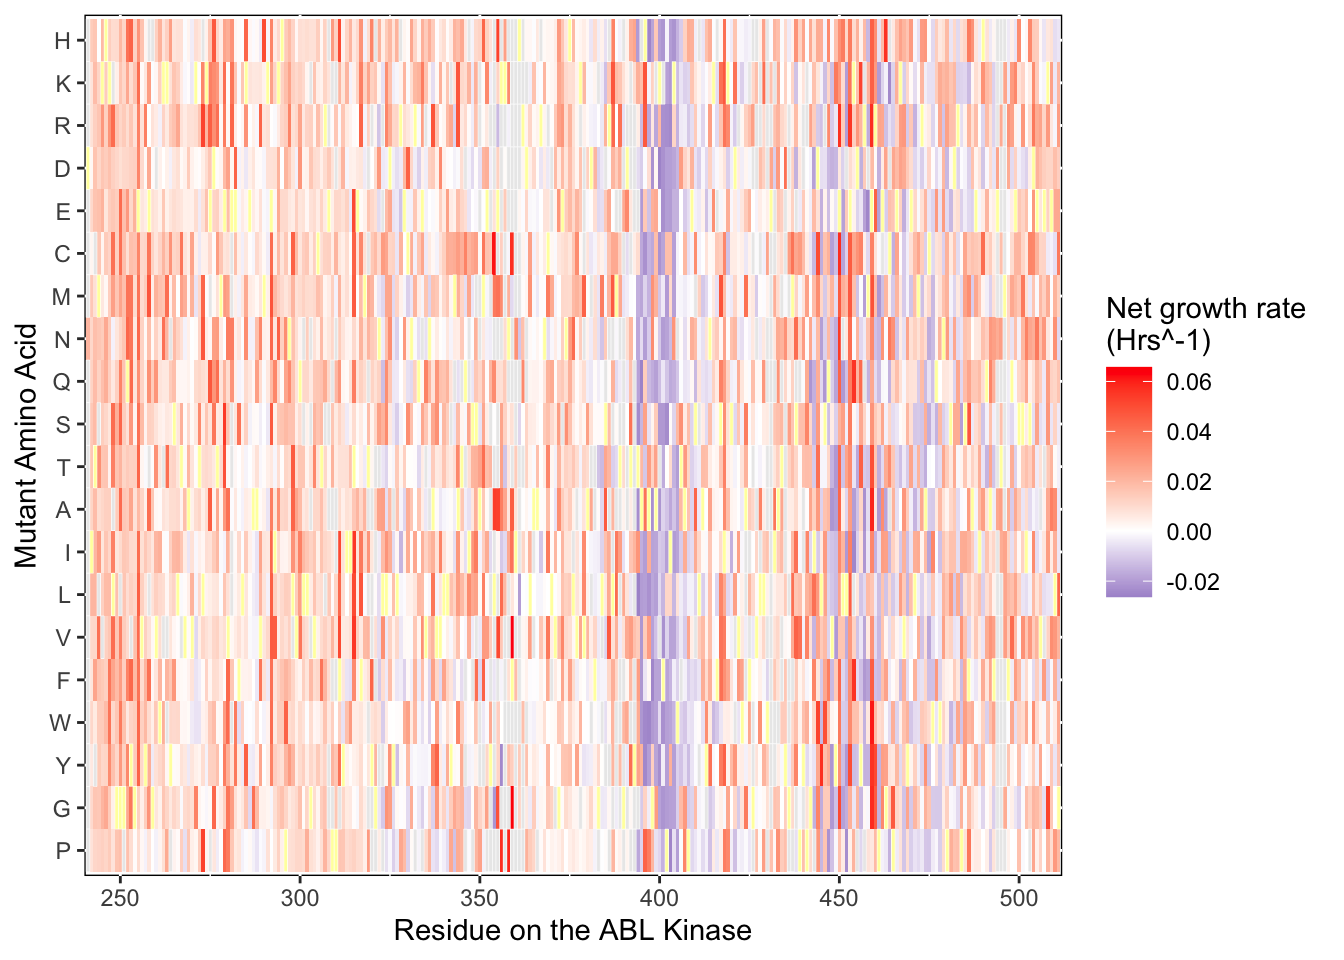 H
K
R
D
E
C
M
N
Q
S
T
A
I
L
V
F
W
Y
G
P
Mutant Amino Acid
250 300 350 400 450 500
Residue on the ABL Kinase
Net growth rate
(Hrs^-1)
0.06
0.04
0.02
0.00
-0.02